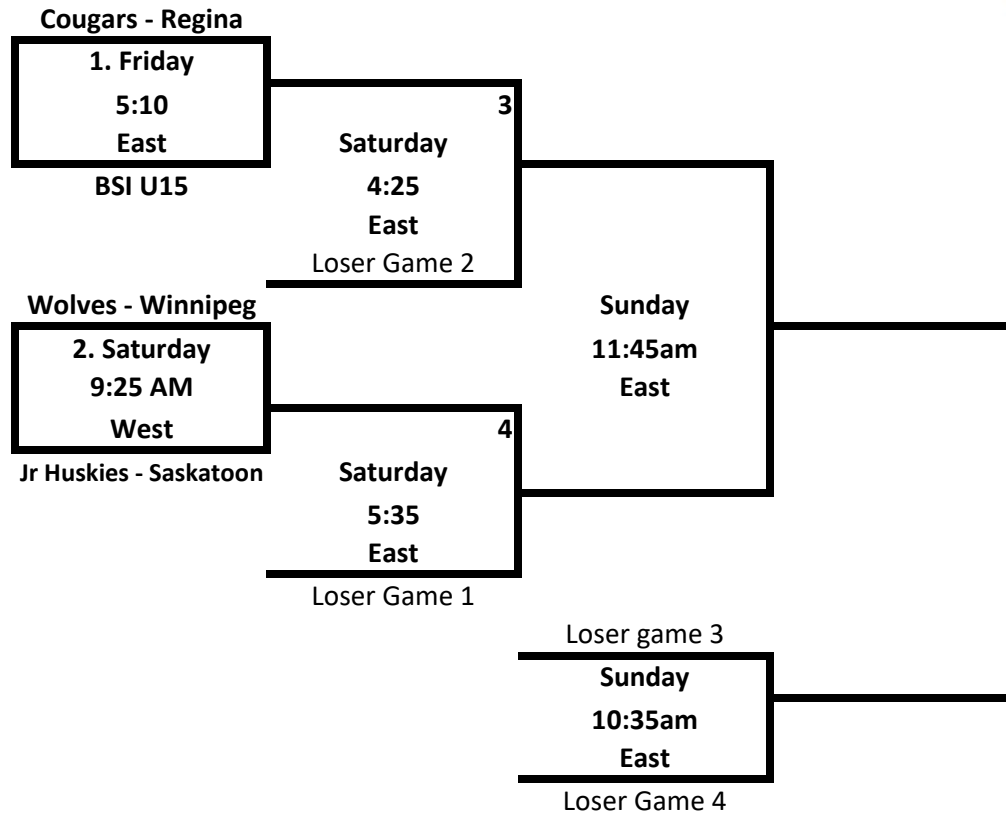 Cougars - Regina
1. Friday
5:10
East
BSI U15
3
Saturday
4:25
East
Loser Game 2
Wolves - Winnipeg
2. Saturday
9:25 AM
West
Jr Huskies - Saskatoon
4
Saturday
5:35
East
Loser Game 1
Sunday
11:45am
East
Loser game 3
Sunday
10:35am
East
Loser Game 4